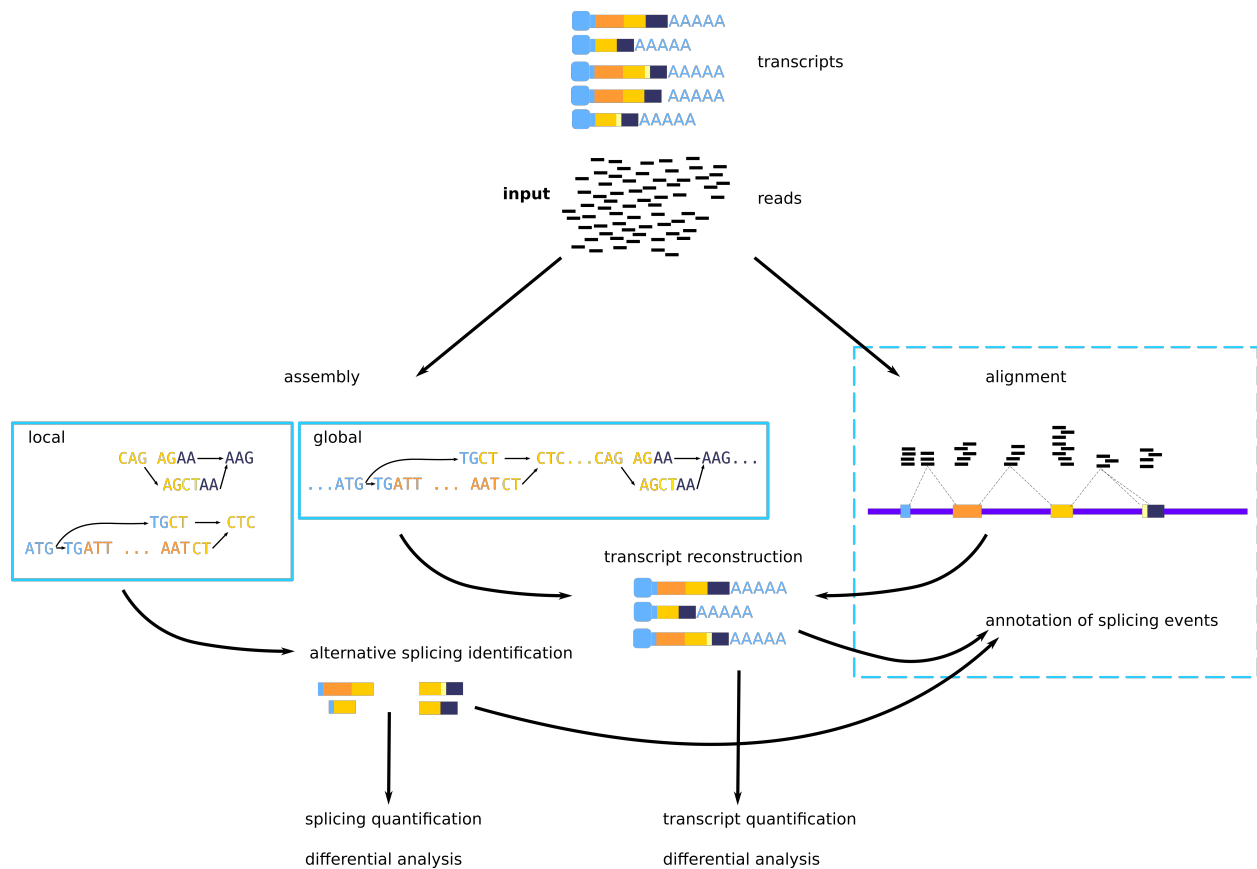 AAAAA
AAAAA
AAAAA
AAAAA
AAAAA
transcripts
input
reads
assembly
alignment
local
CAG AGAA AAG
AGCTAA
TGCT CTC
ATG TGATT ... AATCT
global
TGCT CTC...CAG AGAA AAG...
...ATG TGATT ... AATCT AGCTAA
transcript reconstruction
AAAAA
AAAAA
AAAAA
annotation of splicing events
alternative splicing identification
splicing quantification
differential analysis
transcript quantification
differential analysis